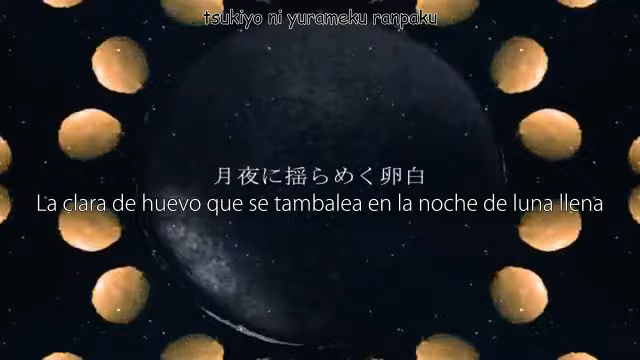 tsukiyo ni yurameku ranpaku
月夜に揺らめく卵白
La clara de huevo que se tambalea en la noche de luna llena